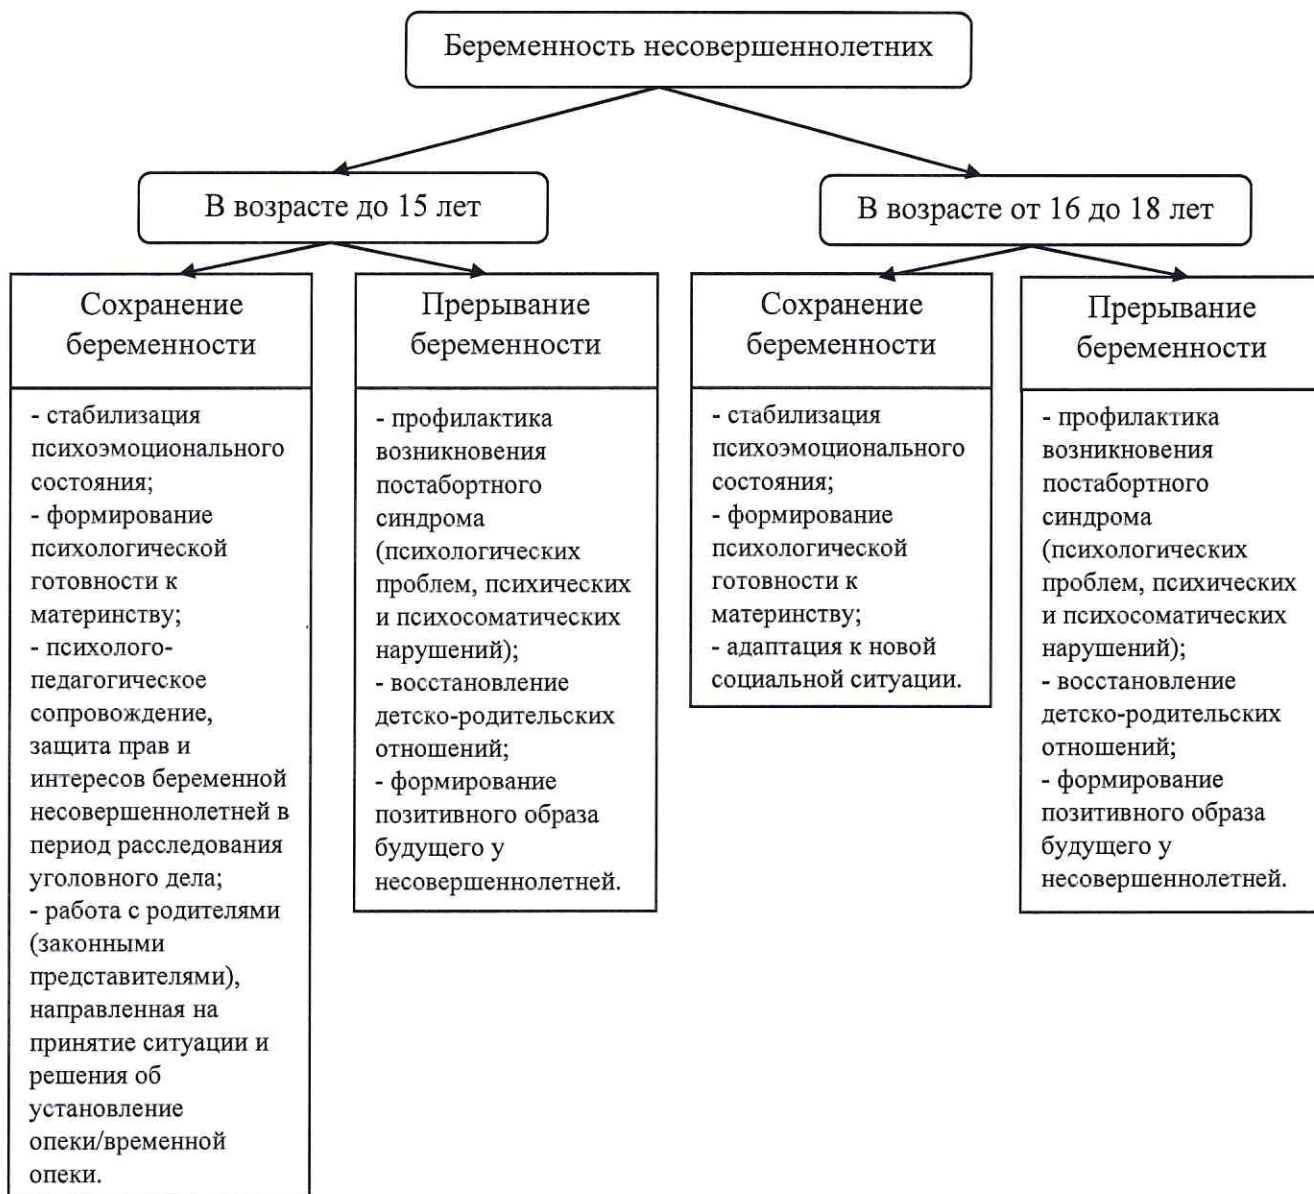 Беременность несовершеннолетних
В возрасте до 15 лет
В возрасте от 16 до 18 лет
Сохранение
беременности
- стабилизация
психоэмоционального
состояния;
- формирование
психологической
готовности к
материнству;
- психолого-
педагогическое
сопровождение,
защита прав и
интересов беременной
несовершеннолетней в
период расследования
уголовного дела;
- работа с родителями
(законными
представителями),
направленная на
принятие ситуации и
решения об
установление
опеки/временной
опеки.
Прерывание
беременности
- профилактика
возникновения
постабортного
синдрома
(психологических
проблем, психических
и психосоматических
нарушений);
- восстановление
детско-родительских
отношений;
- формирование
позитивного образа
будущего у
несовершеннолетней.
Сохранение
беременности
- стабилизация
психоэмоционального
состояния;
- формирование
психологической
готовности к
материнству;
- адаптация к новой
социальной ситуации.
Прерывание
беременности
- профилактика
возникновения
постабортного
синдрома
(психологических
проблем, психических
и психосоматических
нарушений);
- восстановление
детско-родительских
отношений;
- формирование
позитивного образа
будущего у
несовершеннолетней.